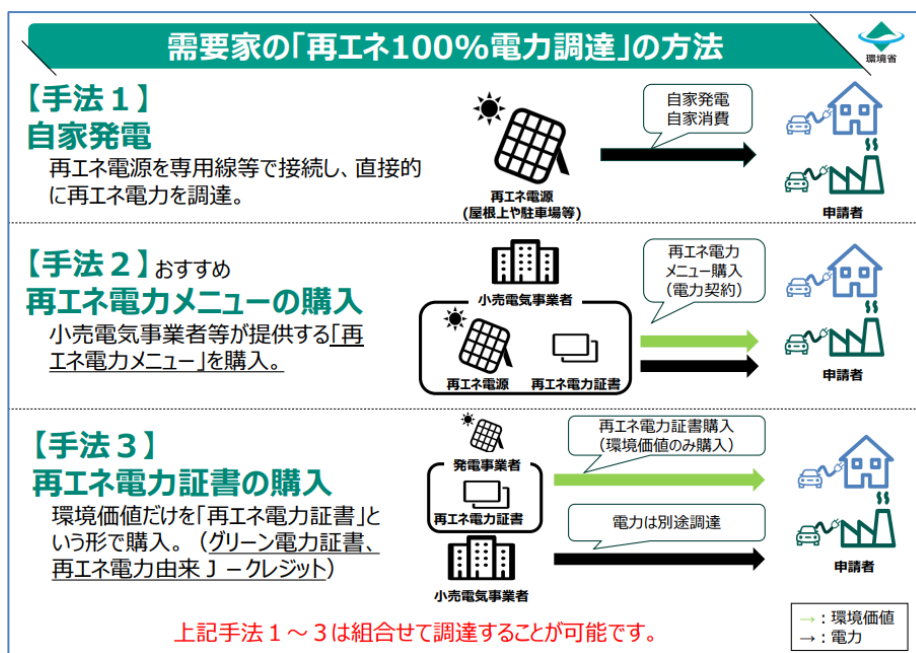 需要家の「再エネ100%電力調達」の方法
環境省
【手法1】
自家発電
再エネ電源を専用線等で接続し、直接的
に再エネ電力を調達。
再エネ電源
(屋根上や駐車場等)
自家発電
自家消費
申請者
【手法2】おすすめ
再エネ電力メニューの購入
小売電気事業者等が提供する「再
エネ電力メニュー」を購入。
小売電気事業者
再エネ電源 再エネ電力証書
再エネ電力
メニュー購入
(電力契約)
申請者
【手法3】
再エネ電力証書の購入
環境価値だけを「再エネ電力証書」と
いう形で購入。(グリーン電力証書、
再エネ電力由来J-クレジット)
発電事業者
再エネ電力証書
小売電気事業者
再エネ電力証書購入
(環境価値のみ購入)
電力は別途調達
申請者
上記手法1~3は組合せて調達することが可能です。
→:環境価値
→:電力